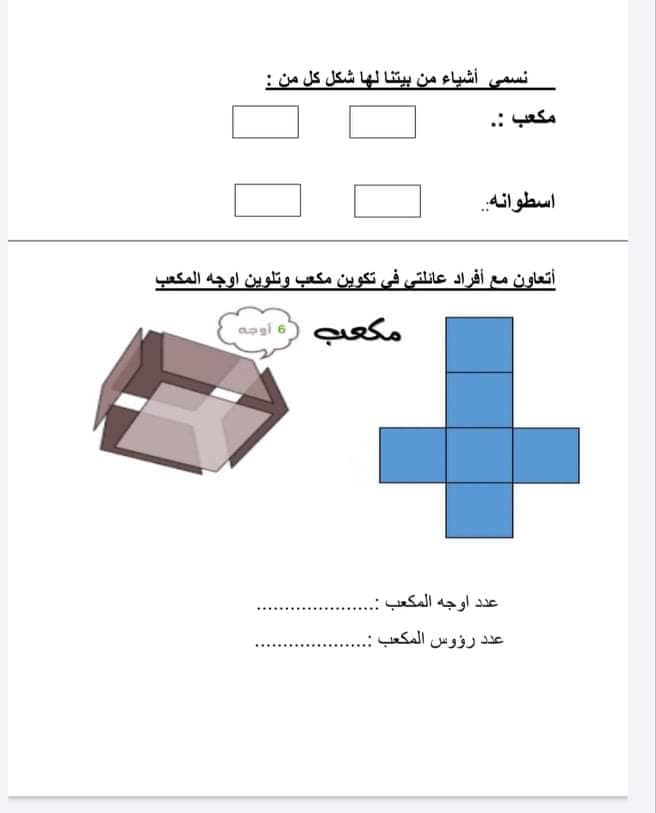 نسمي أشياء من بيتنا لها شكل كل من :
مكعب :.
اسطوانه:.
أتعاون مع أفراد عائلتي في تكوين مكعب وتلوين اوجه المكعب
مكعب
6 أوجه
عدد اوجه المكعب :.....................
عدد رؤوس المكعب :....................